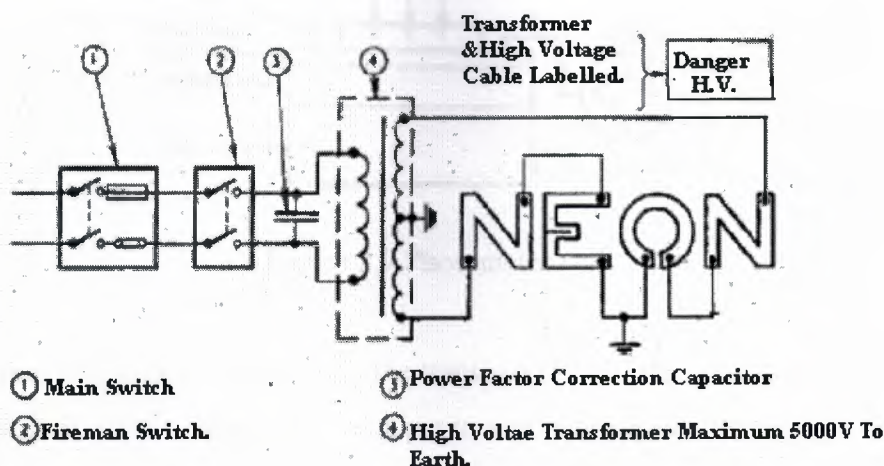 Transformer
&High Voltage
Cable Labelled.
Danger
H.V.
1
2
3
4
NEON
1 Main Switch
3 Power Factor Correction Capacitor
2 Fireman Switch.
4 High Voltae Transformer Maximum 5000V To
Earth.